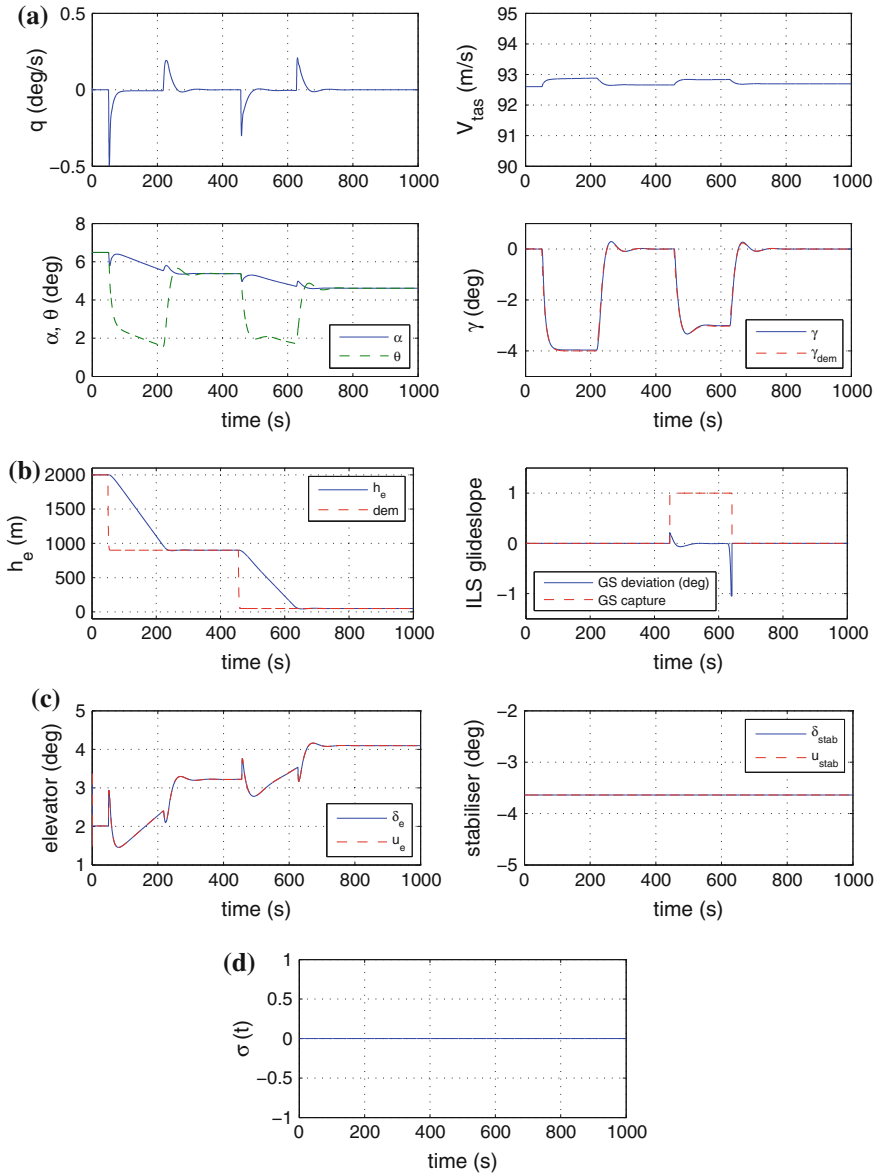 (a)
0.5
0
−0.5
q (deg/s)
0 200 400 600 800 1000
95
94
93
92
91
90
V_tas (m/s)
0 200 400 600 800 1000
8
6
4
2
0
α, θ (deg)
α
θ
0 200 400 600 800 1000
time (s)
0
−2
−4
γ (deg)
γ
γ_dem
0 200 400 600 800 1000
time (s)
(b)
2000
1500
1000
500
0
h_e (m)
h_e
dem
0 200 400 600 800 1000
time (s)
1
0
−1
ILS glideslope
GS deviation (deg)
GS capture
0 200 400 600 800 1000
time (s)
(c)
5
4
3
2
1
elevator (deg)
δ_e
u_e
0 200 400 600 800 1000
time (s)
−2
−3
−4
−5
stabiliser (deg)
δ_stab
u_stab
0 200 400 600 800 1000
time (s)
(d)
1
0.5
0
−0.5
−1
σ (t)
0 200 400 600 800 1000
time (s)